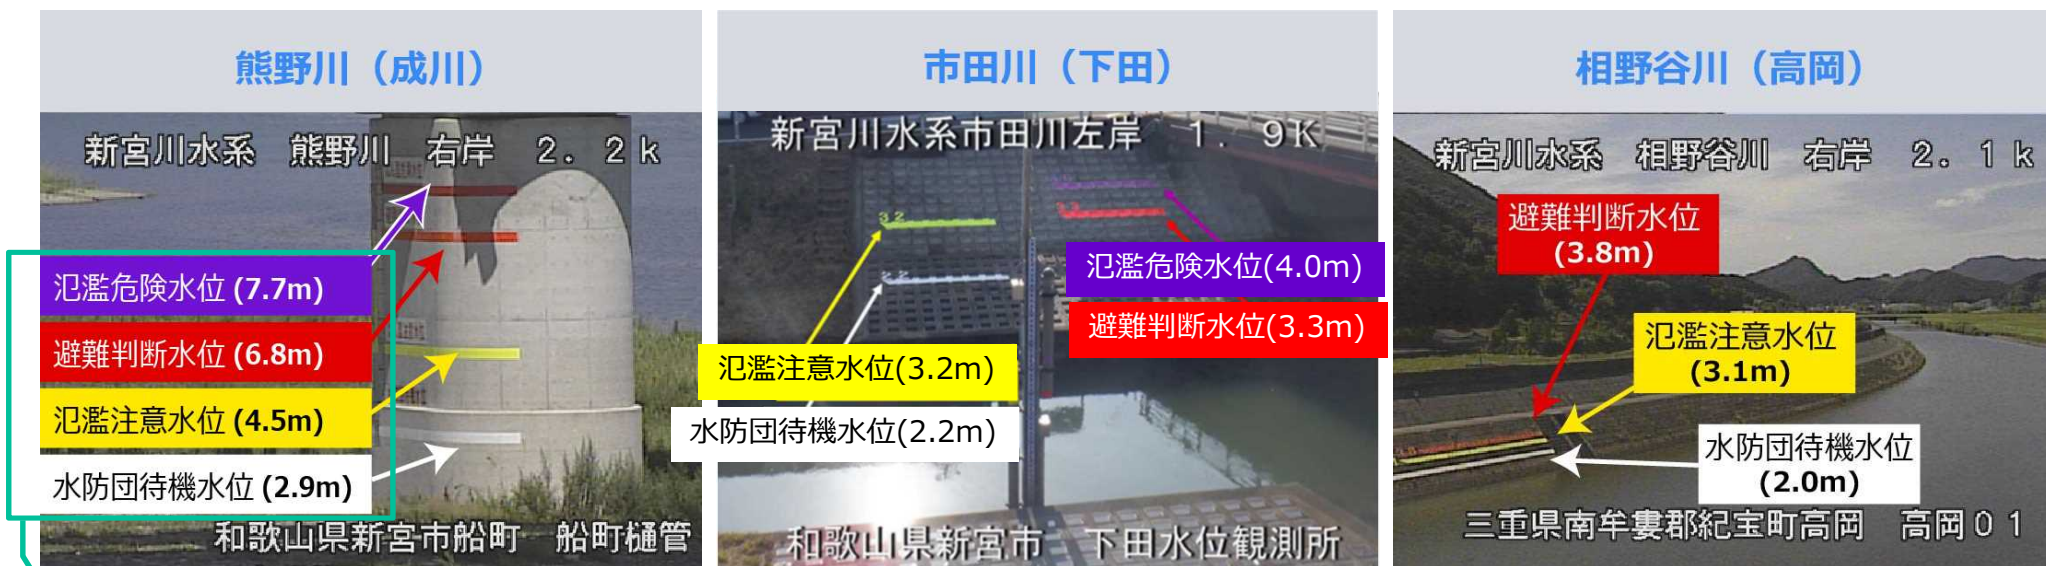 熊野川（成川）
新宮川水系 熊野川 右岸 2．2ｋ
氾濫危険水位 (7.7m)
避難判断水位 (6.8m)
氾濫注意水位 (4.5m)
水防団待機水位 (2.9m)
和歌山県新宮市船町 船町樋管
市田川（下田）
新宮川水系市田川左岸 1．9K
3.2
3.3
2.2
氾濫危険水位(4.0m)
避難判断水位(3.3m)
氾濫注意水位(3.2m)
水防団待機水位(2.2m)
和歌山県新宮市 下田水位観測所
相野谷川（高岡）
新宮川水系 相野谷川 右岸 2．1ｋ
避難判断水位
(3.8m)
氾濫注意水位
(3.1m)
水防団待機水位
(2.0m)
三重県南牟婁郡紀宝町高岡 高岡01